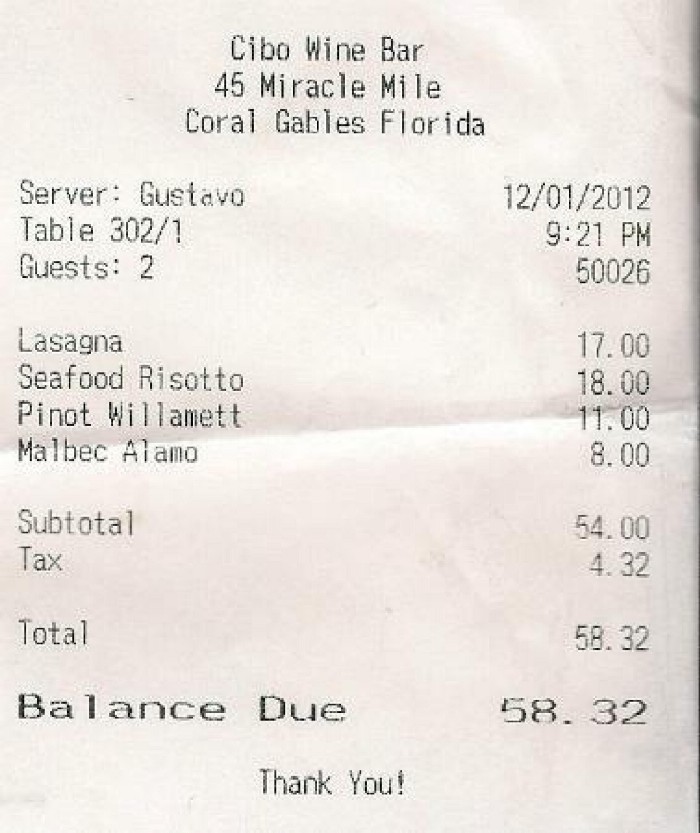 Cibo Wine Bar
45 Miracle Mile
Coral Gables Florida
Server: Gustavo 12/01/2012
Table 302/1 9:21 PM
Guests: 2 50026
Lasagna 17.00
Seafood Risotto 18.00
Pinot Willamett 11.00
Malbec Alamo 8.00
Subtotal 54.00
Tax 4.32
Total 58.32
Balance Due 58.32
Thank You!